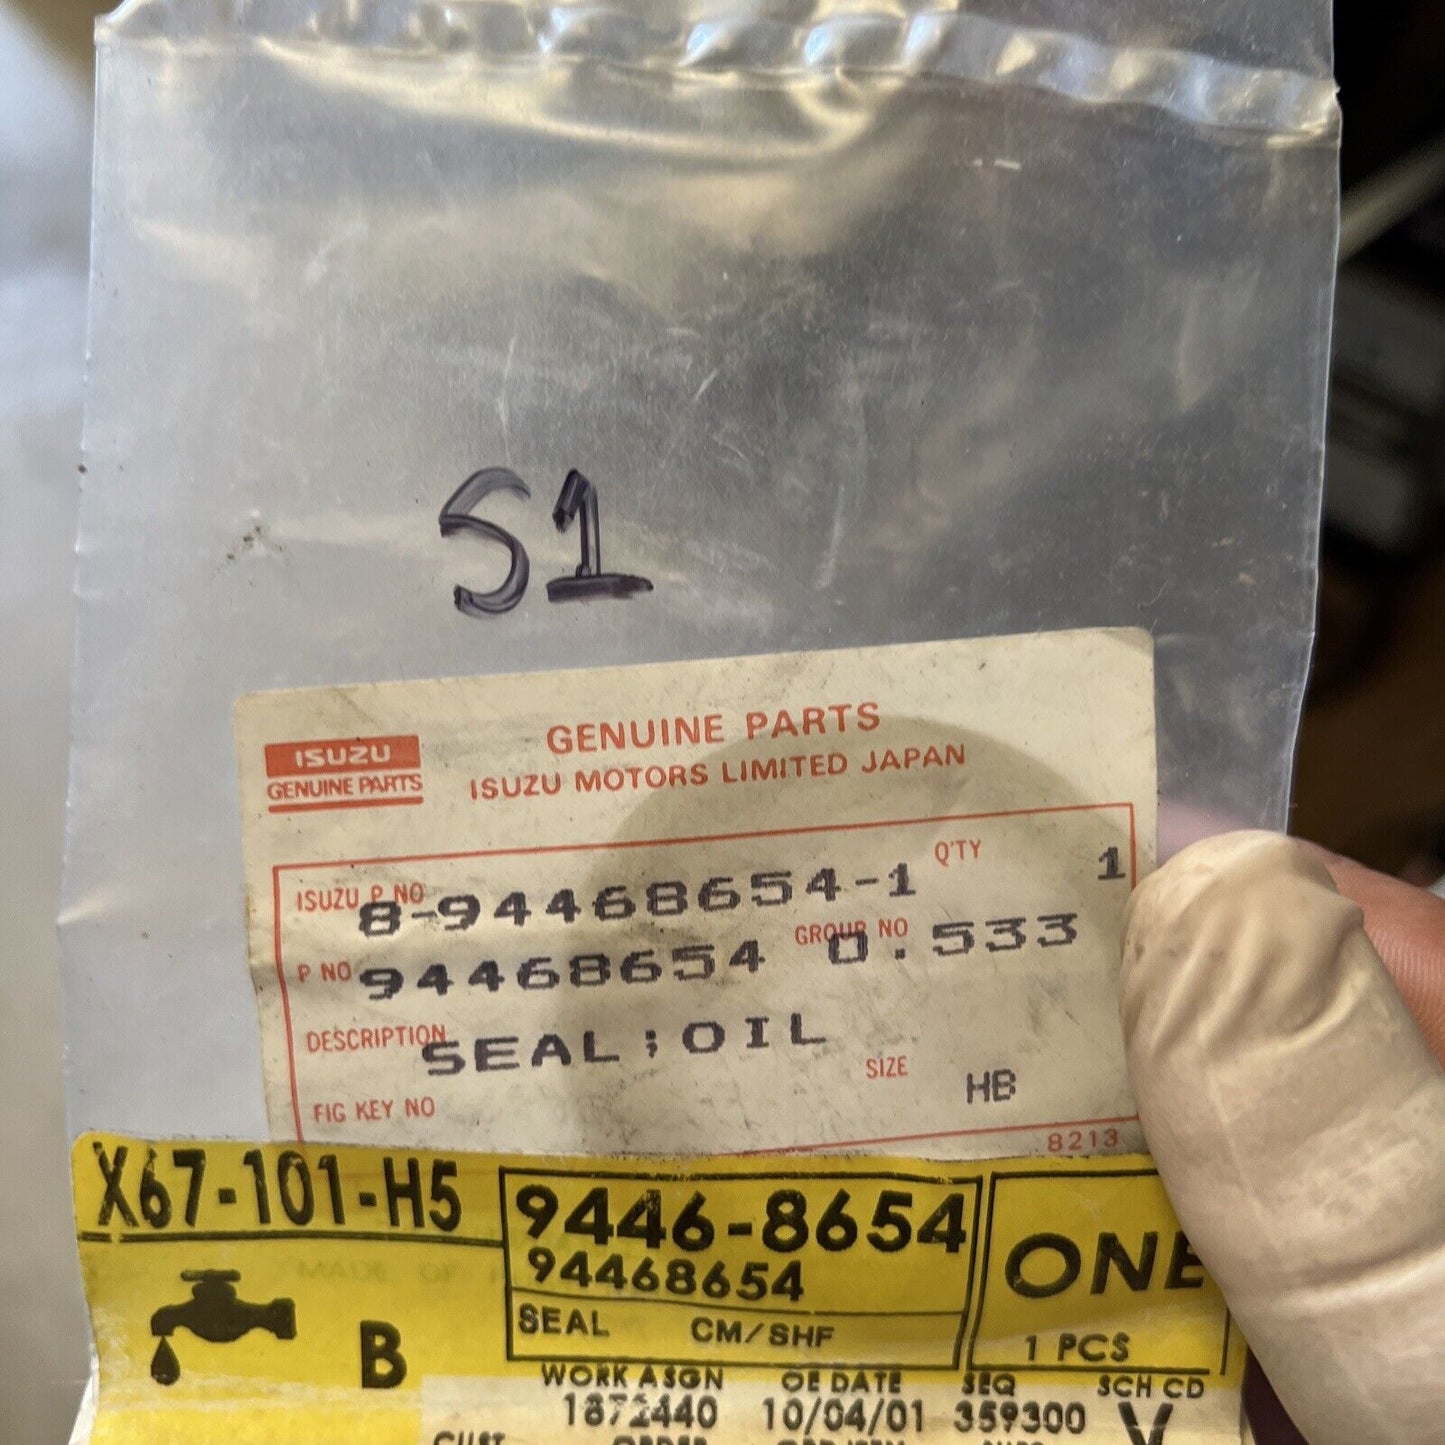 S1
ISUZU
GENUINE PARTS
GENUINE PARTS
ISUZU MOTORS LIMITED JAPAN
ISUZU P NO 8-94468654-1 Q'TY 1
P NO 94468654 GROUP NO 0.533
DESCRIPTION SEAL;OIL
SIZE HB
FIG KEY NO
8213
X67-101-H5
B
9446-8654
94468654
SEAL CM/SHF
ONE
1 PCS
WORK ASGN OE DATE SEQ SCH CD
1872440 10/04/01 359300 V
CUST ORDER